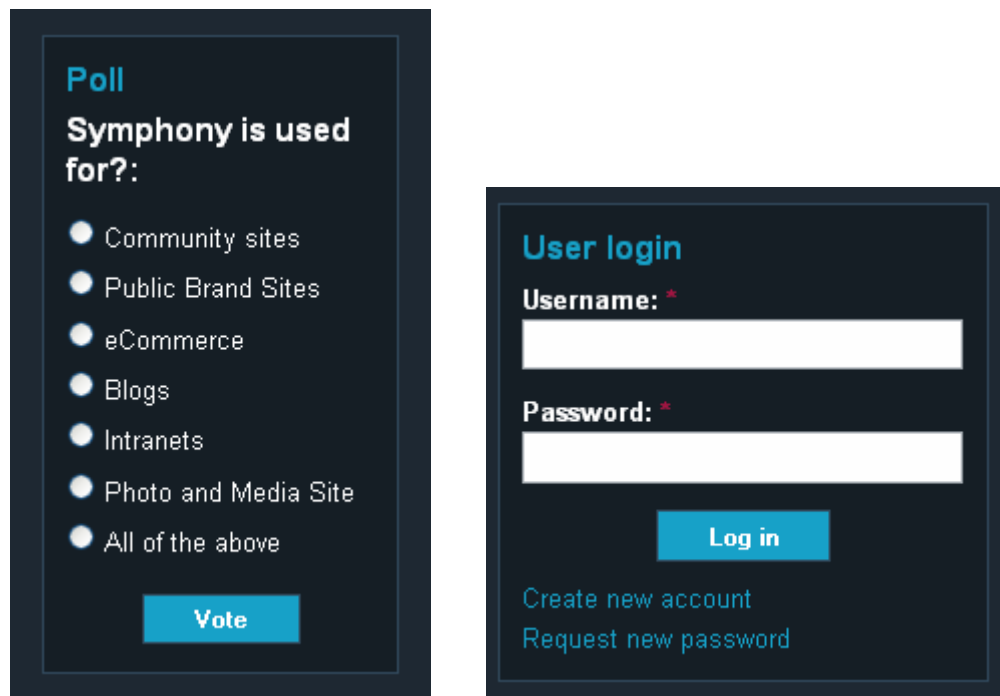 Poll
Symphony is used
for?:
Community sites
Public Brand Sites
eCommerce
Blogs
Intranets
Photo and Media Site
All of the above
Vote
User login
Username: *
Password: *
Log in
Create new account
Request new password